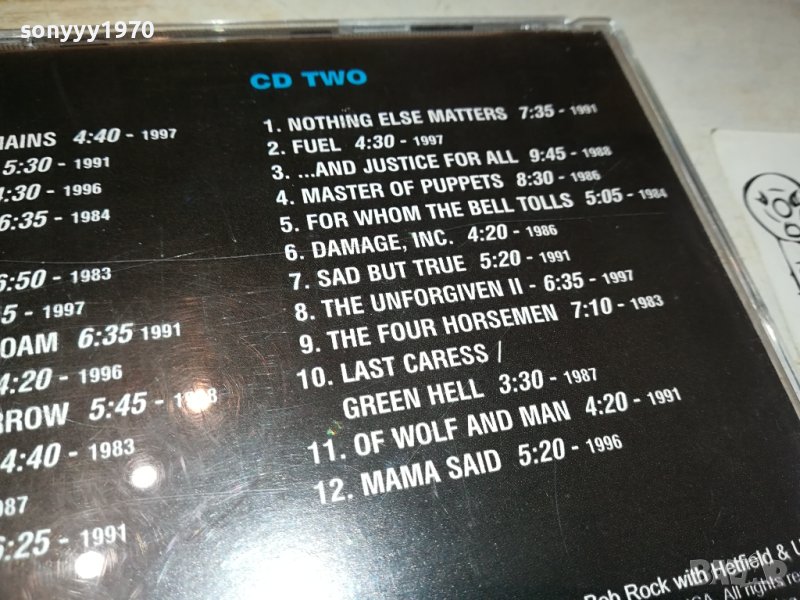 sonyyy1970
CD TWO
1. NOTHING ELSE MATTERS 7:35 - 1991
2. FUEL 4:30 - 1997
3. ...AND JUSTICE FOR ALL 9:45 - 1988
4. MASTER OF PUPPETS 8:30 - 1986
5. FOR WHOM THE BELL TOLLS 5:05 - 1984
6. DAMAGE, INC. 4:20 - 1986
7. SAD BUT TRUE 5:20 - 1991
8. THE UNFORGIVEN II - 6:35 - 1997
9. THE FOUR HORSEMEN 7:10 - 1983
10. LAST CARESS /
GREEN HELL 3:30 - 1987
11. OF WOLF AND MAN 4:20 - 1991
12. MAMA SAID 5:20 - 1996
MAINS 4:40 - 1997
5:30 - 1991
4:30 - 1996
6:35 - 1984
6:50 - 1983
5 - 1997
OAM 6:35 1991
4:20 - 1996
RROW 5:45 -
4:40 - 1983
987
6:25 - 1991
Bob Rock with Hetfield & U
All rights re